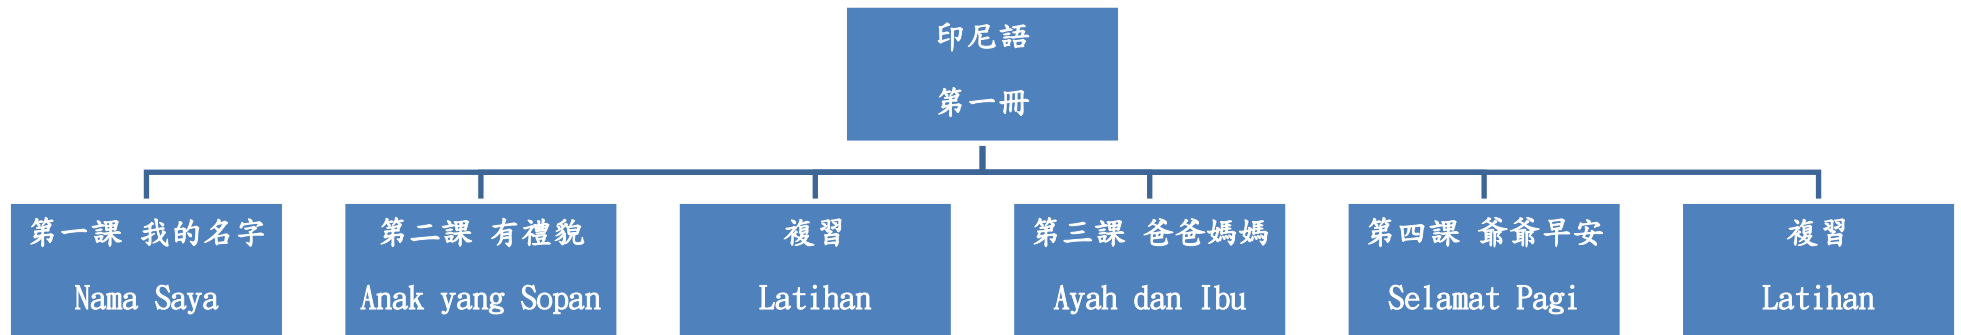 印尼語
第一冊
第一課 我的名字
Nama Saya
第二課 有禮貌
Anak yang Sopan
複習
Latihan
第三課 爸爸媽媽
Ayah dan Ibu
第四課 爺爺早安
Selamat Pagi
複習
Latihan